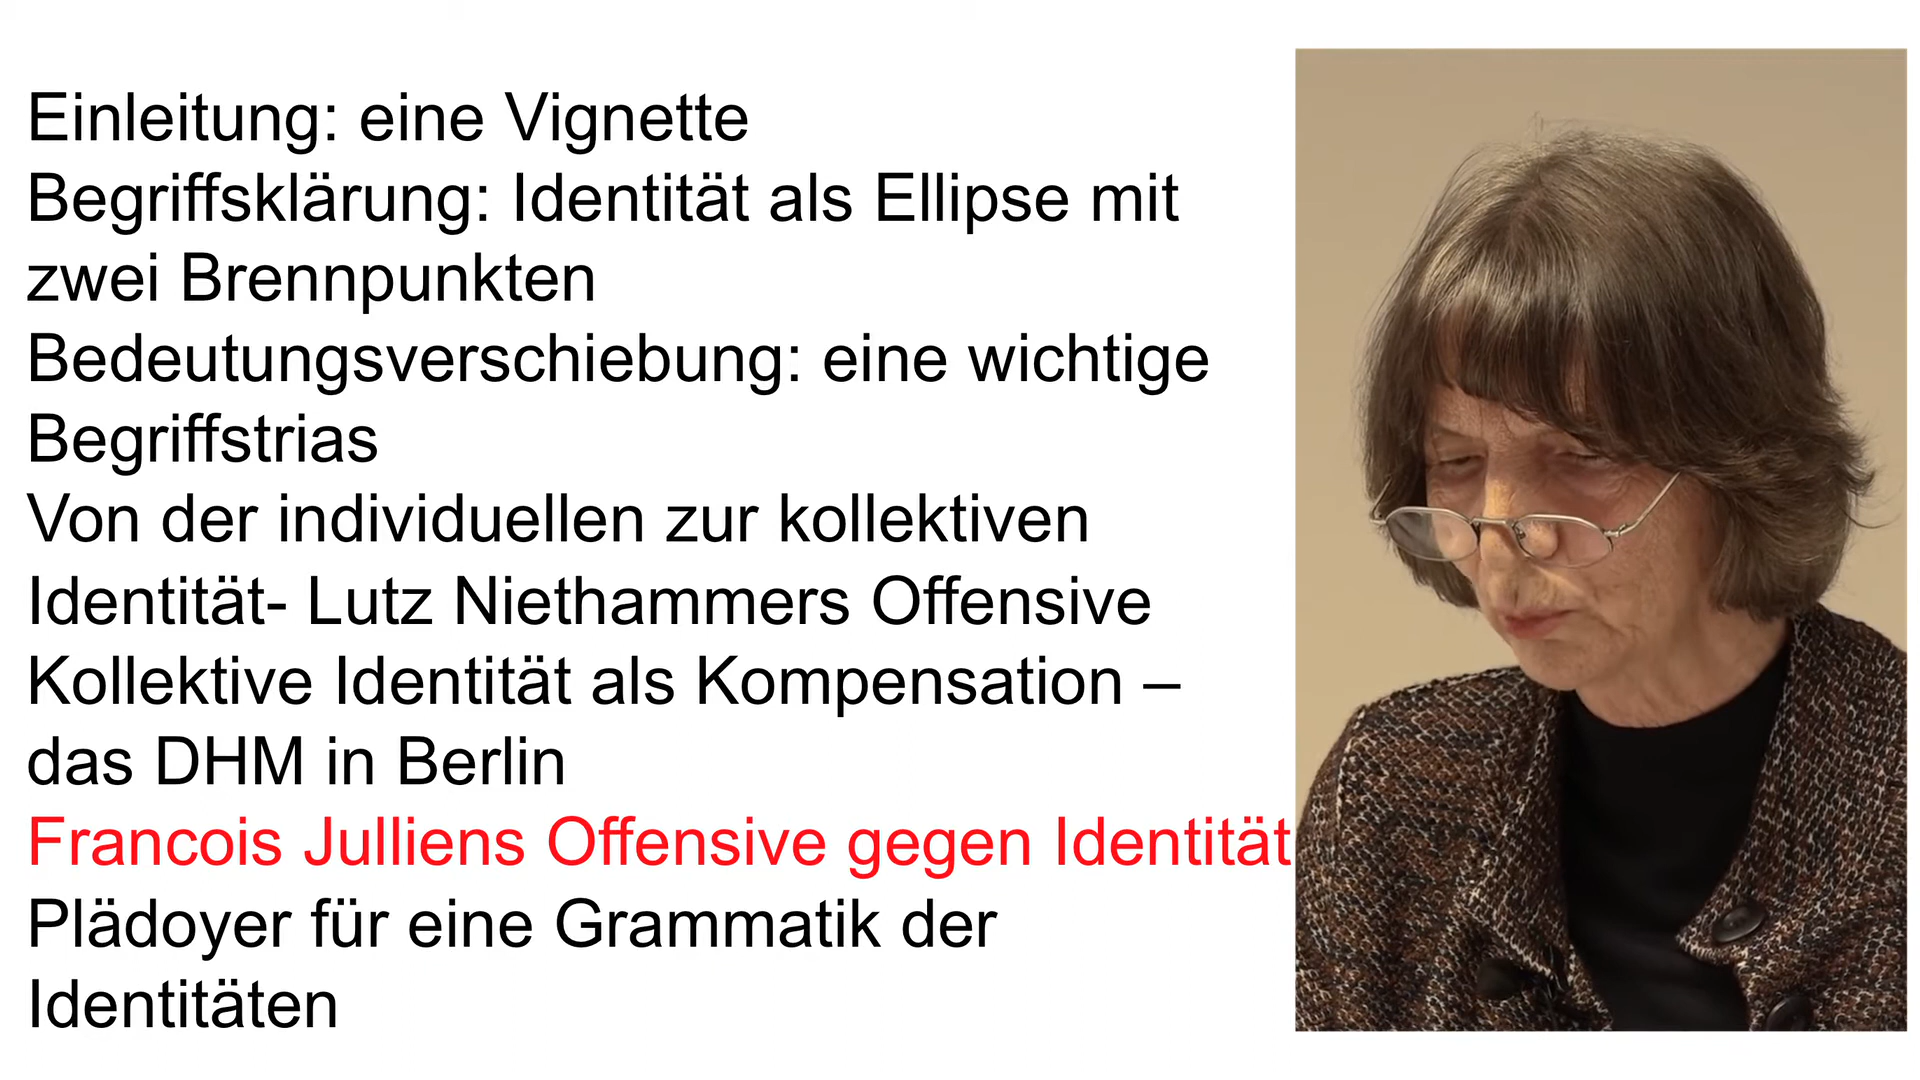 Einleitung: eine Vignette
Begriffsklärung: Identität als Ellipse mit
zwei Brennpunkten
Bedeutungsverschiebung: eine wichtige
Begriffstrias
Von der individuellen zur kollektiven
Identität- Lutz Niethammers Offensive
Kollektive Identität als Kompensation –
das DHM in Berlin
Francois Julliens Offensive gegen Identität
Plädoyer für eine Grammatik der
Identitäten